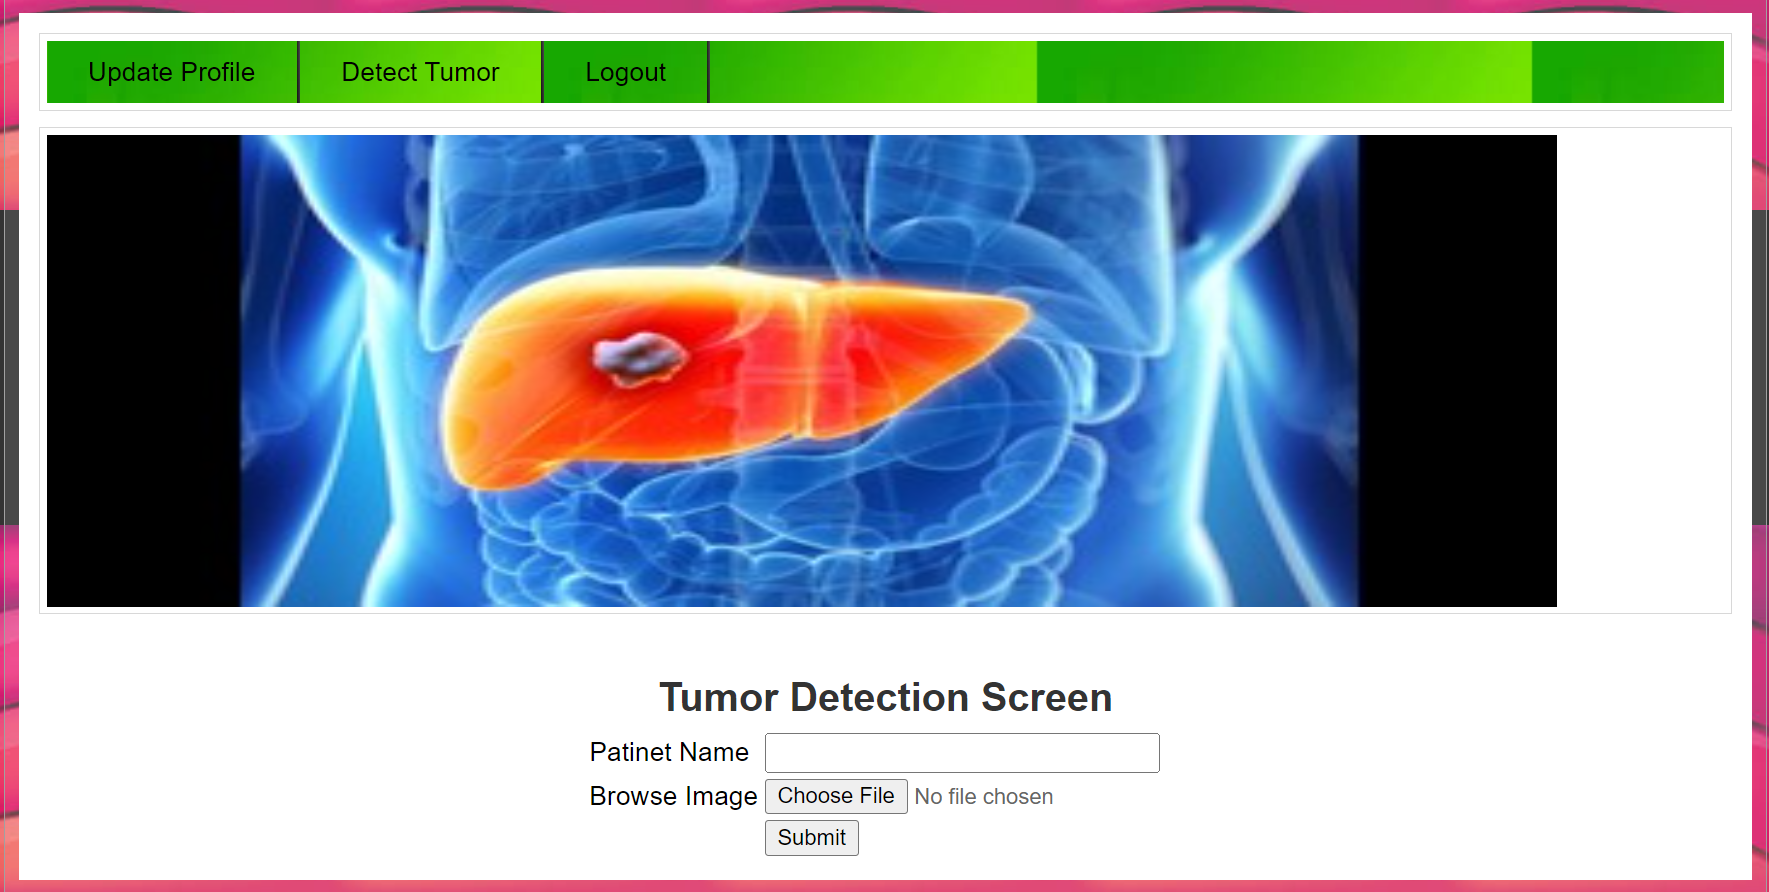 Update Profile Detect Tumor Logout
Tumor Detection Screen
Patinet Name
Browse Image Choose File No file chosen
Submit